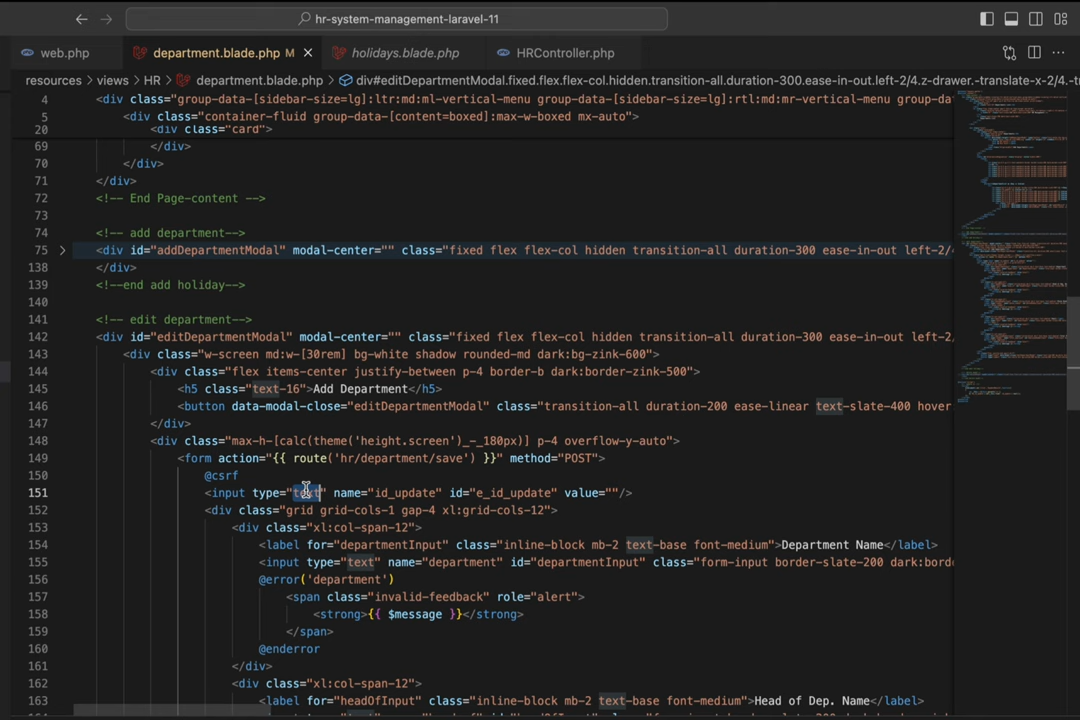 hr-system-management-laravel-11
web.php department.blade.php M holidays.blade.php HRController.php
resources > views > HR > department.blade.php > div#editDepartmentModal.fixed.flex.flex-col.hidden.transition-all.duration-300.ease-in-out.left-2/4.z-drawer.-translate-x-2/4.-t
4 <div class="group-data-[sidebar-size=lg]:ltr:md:ml-vertical-menu group-data-[sidebar-size=lg]:rtl:md:mr-vertical-menu group-da
5 <div class="container-fluid group-data-[content=boxed]:max-w-boxed mx-auto">
20 <div class="card">
69 </div>
70 </div>
71 </div>
72 <!-- End Page-content -->
73
74 <!-- add department-->
75 <div id="addDepartmentModal" modal-center="" class="fixed flex flex-col hidden transition-all duration-300 ease-in-out left-2/
138 </div>
139 <!--end add holiday-->
140
141 <!-- edit department-->
142 <div id="editDepartmentModal" modal-center="" class="fixed flex flex-col hidden transition-all duration-300 ease-in-out left-2
143 <div class="w-screen md:w-[30rem] bg-white shadow rounded-md dark:bg-zink-600">
144 <div class="flex items-center justify-between p-4 border-b dark:border-zink-500">
145 <h5 class="text-16">Add Department</h5>
146 <button data-modal-close="editDepartmentModal" class="transition-all duration-200 ease-linear text-slate-400 hover
147 </div>
148 <div class="max-h-[calc(theme('height.screen')_-_180px)] p-4 overflow-y-auto">
149 <form action="{{ route('hr/department/save') }}" method="POST">
150 @csrf
151 <input type="text" name="id_update" id="e_id_update" value=""/>
152 <div class="grid grid-cols-1 gap-4 xl:grid-cols-12">
153 <div class="xl:col-span-12">
154 <label for="departmentInput" class="inline-block mb-2 text-base font-medium">Department Name</label>
155 <input type="text" name="department" id="departmentInput" class="form-input border-slate-200 dark:bord
156 @error('department')
157 <span class="invalid-feedback" role="alert">
158 <strong>{{ $message }}</strong>
159 </span>
160 @enderror
161 </div>
162 <div class="xl:col-span-12">
163 <label for="headOfInput" class="inline-block mb-2 text-base font-medium">Head of Dep. Name</label>